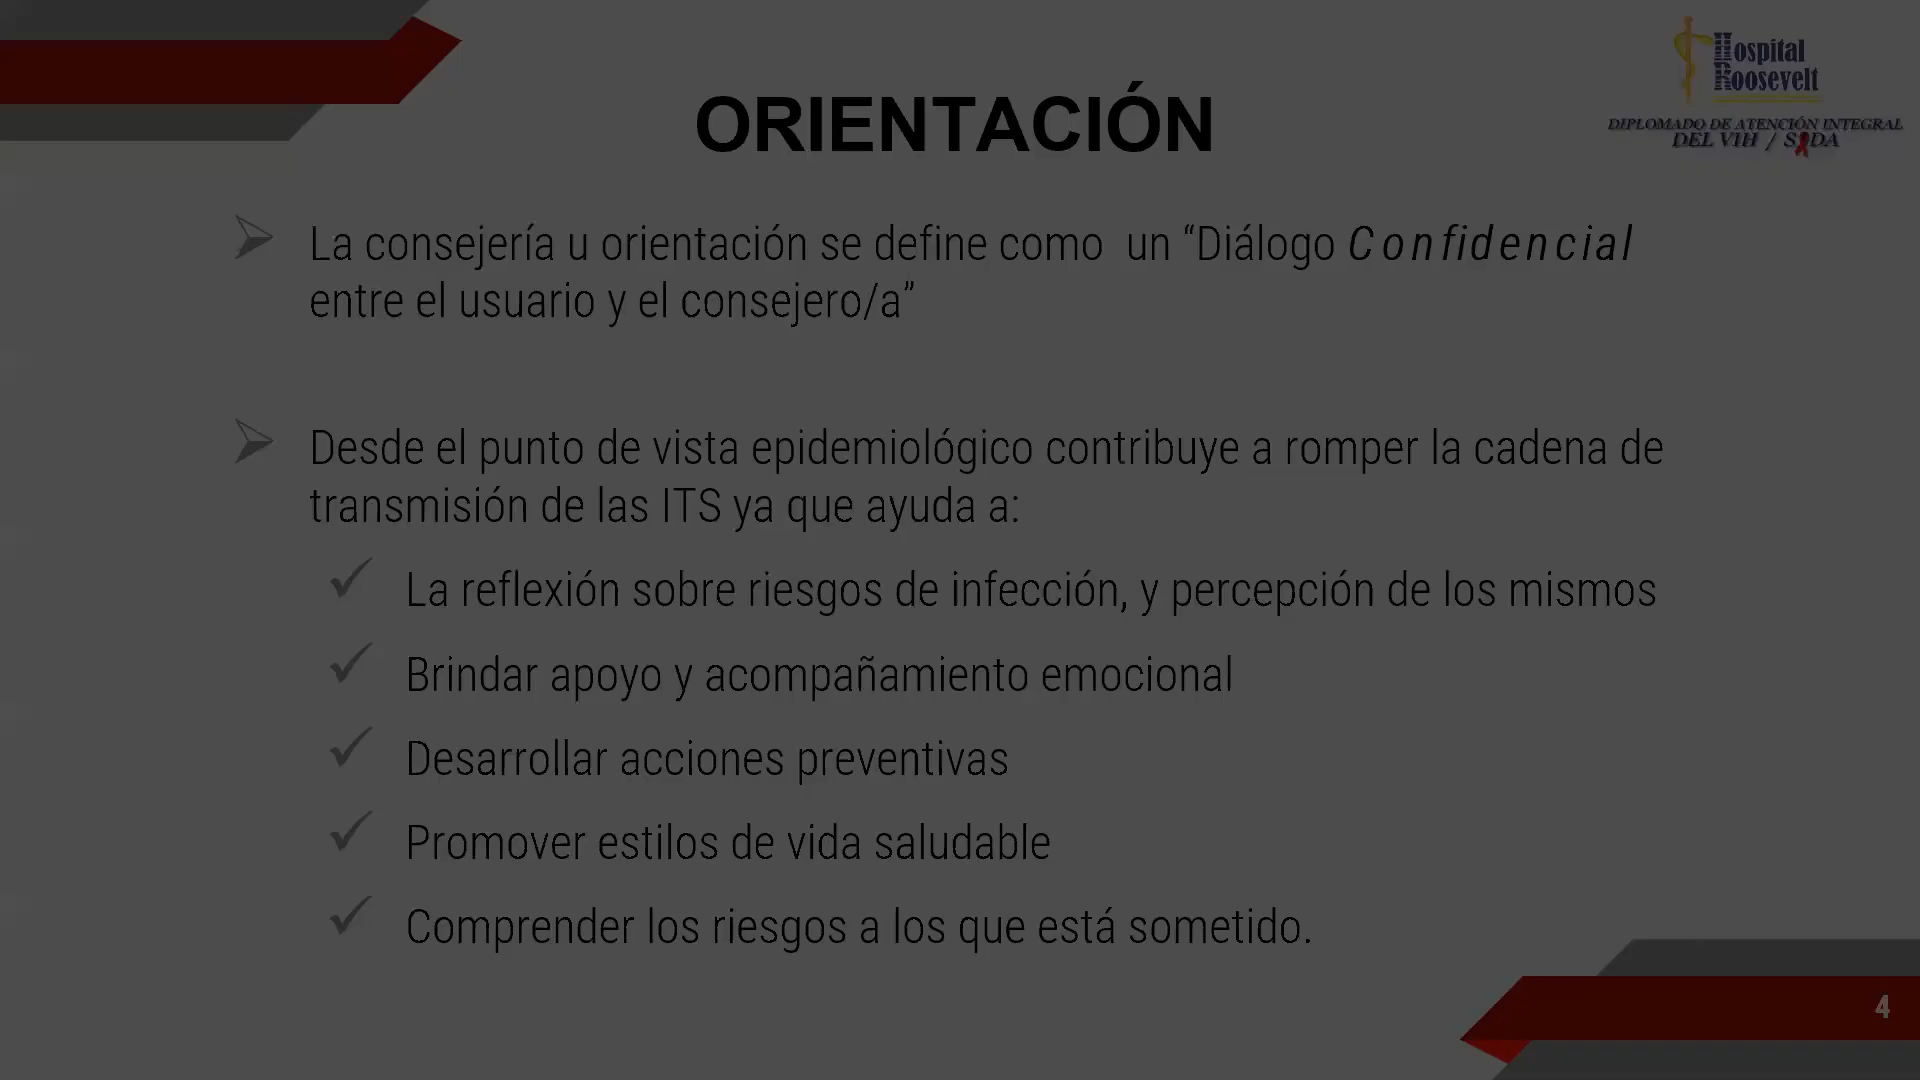 Hospital
Roosevelt
DIPLOMADO DE ATENCIÓN INTEGRAL
DEL VIH / SIDA
ORIENTACIÓN
La consejería u orientación se define como un “Diálogo Confidencial
entre el usuario y el consejero/a”
Desde el punto de vista epidemiológico contribuye a romper la cadena de
transmisión de las ITS ya que ayuda a:
La reflexión sobre riesgos de infección, y percepción de los mismos
Brindar apoyo y acompañamiento emocional
Desarrollar acciones preventivas
Promover estilos de vida saludable
Comprender los riesgos a los que está sometido.
4